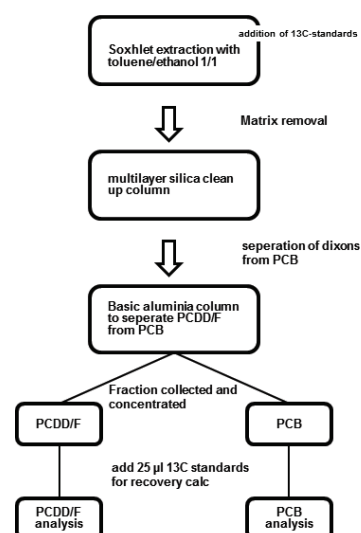 addition of 13C-standards
Soxhlet extraction with
toluene/ethanol 1/1
Matrix removal
multilayer silica clean
up column
seperation of dixons
from PCB
Basic aluminia column
to seperate PCDD/F
from PCB
Fraction collected and
concentrated
PCDD/F
PCB
add 25 µl 13C standards
for recovery calc
PCDD/F
analysis
PCB
analysis